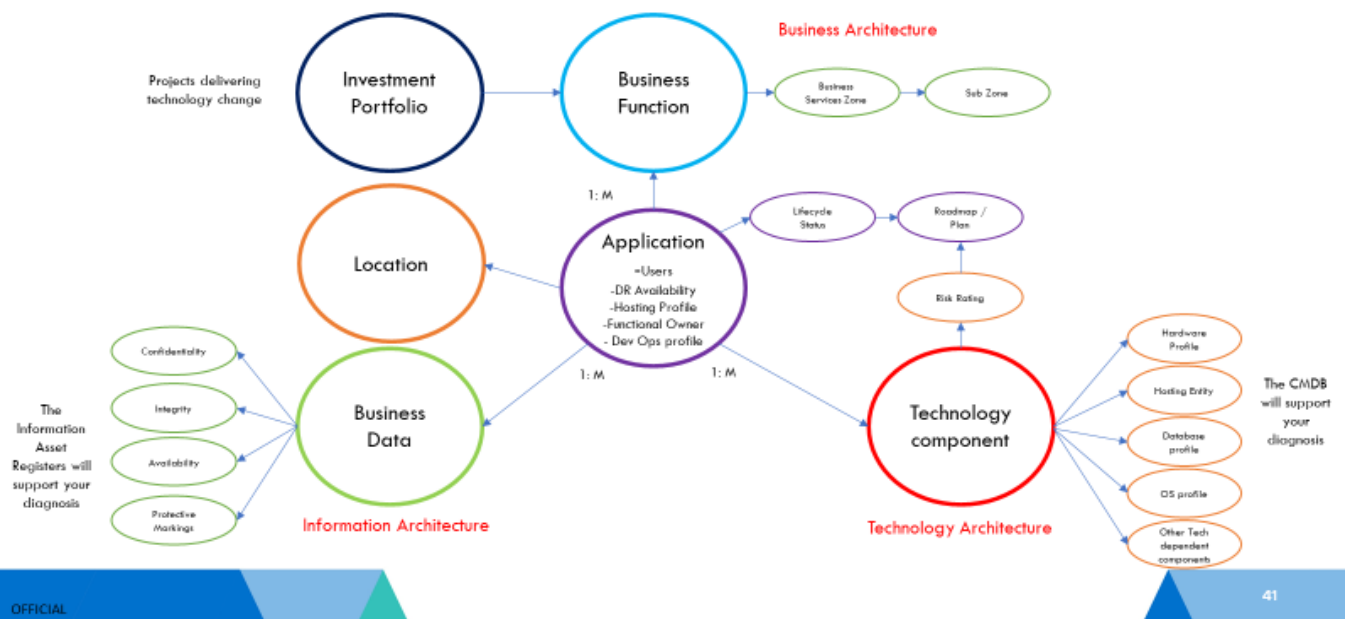 Business Architecture
Projects delivering
technology change
Investment
Portfolio
Business
Function
Business
Services Zone
Sub Zone
1: M
Lifecycle
Status
Roadmap /
Plan
Location
Application
=Users
-DR Availability
-Hosting Profile
-Functional Owner
- Dev Ops profile
Risk Rating
1: M
1: M
The
Information
Asset
Registers will
support your
diagnosis
Confidentiality
Integrity
Availability
Protective
Markings
Business
Data
Information Architecture
Technology
component
Technology Architecture
Hardware
Profile
Hosting Entity
Database
profile
OS profile
Other Tech
dependent
components
The CMDB
will support
your
diagnosis
OFFICIAL
41